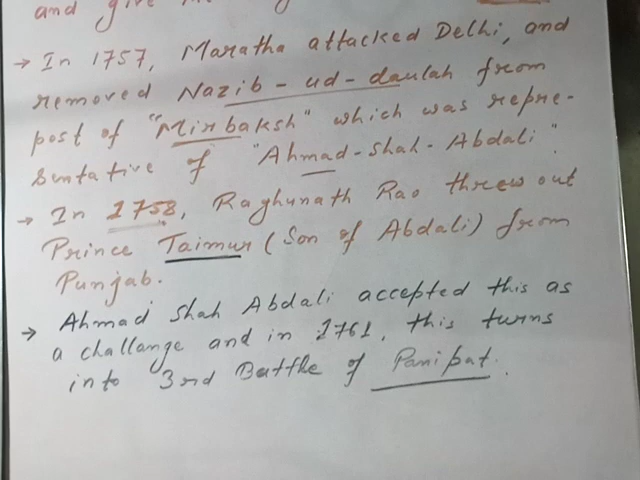 and give
→ In 1757, Maratha attacked Delhi, and
removed Nazib-ud-daulah from
post of "Mirbaksh" which was repre-
sentative of "Ahmad-Shah-Abdali".
→ In 1758, Raghunath Rao threw out
Prince Taimur (Son of Abdali) from
Punjab.
→ Ahmad Shah Abdali accepted this as
a challange and in 1761, this turns
into 3rd Battle of Panipat.